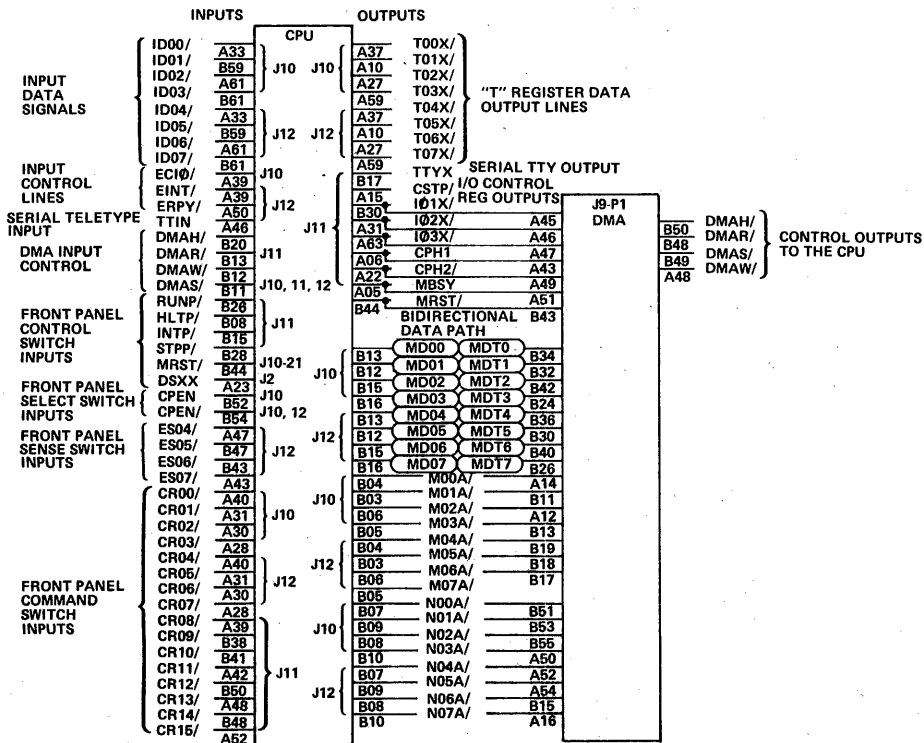 INPUTS OUTPUTS
CPU
INPUT DATA SIGNALS
ID00/ A33
ID01/ B59
ID02/ A61
ID03/ B61
J10
ID04/ A33
ID05/ B59
ID06/ A61
ID07/ B61
J12
INPUT CONTROL LINES
ECIØ/ A39 J10
EINT/ A39
ERPY/ A50
J12
SERIAL TELETYPE INPUT
TTIN A46
DMA INPUT CONTROL
DMAH/ B20
DMAR/ B13
DMAW/ B12
DMAS/ B11
J11
J10, 11, 12
FRONT PANEL CONTROL SWITCH INPUTS
RUNP/ B26
HLTP/ B08
INTP/ B15
STPP/ B28
J11
MRST/ B44 J10-21
DSXX A23 J2
FRONT PANEL SELECT SWITCH INPUTS
CPEN B52 J10
CPEN/ B54 J10, 12
FRONT PANEL SENSE SWITCH INPUTS
ES04/ A47
ES05/ B47
ES06/ B43
ES07/ A43
J12
FRONT PANEL COMMAND SWITCH INPUTS
CR00/ A40
CR01/ A31
CR02/ A30
CR03/ A28
J10
CR04/ A40
CR05/ A31
CR06/ A30
CR07/ A28
J12
CR08/ A39
CR09/ B38
CR10/ B41
CR11/ A42
CR12/ B50
CR13/ A48
CR14/ B48
CR15/ A52
J11
J10
A37 T00X/
A10 T01X/
A27 T02X/
A59 T03X/
J12
A37 T04X/
A10 T05X/
A27 T06X/
A59 T07X/
"T" REGISTER DATA OUTPUT LINES
J11
B17 TTYX SERIAL TTY OUTPUT
A15 CSTP/ I/O CONTROL REG OUTPUTS
B30 IØ1X/ A45
A31 IØ2X/ A46
A63 IØ3X/ A47
A06 CPH1 A43
A22 CPH2/ A49
A05 MBSY A51
B44 MRST/ B43
BIDIRECTIONAL DATA PATH
J10
B13 MD00 MDT0 B34
B12 MD01 MDT1 B32
B15 MD02 MDT2 B42
B16 MD03 MDT3 B24
J12
B13 MD04 MDT4 B36
B12 MD05 MDT5 B30
B15 MD06 MDT6 B40
B16 MD07 MDT7 B26
J10
B04 M00A/ A14
B03 M01A/ B11
B06 M02A/ A12
B05 M03A/ B13
J12
B04 M04A/ B19
B03 M05A/ B18
B06 M06A/ B17
B05 M07A/
J10
B07 N00A/ B51
B09 N01A/ B53
B08 N02A/ B55
B10 N03A/ A50
J12
B07 N04A/ A52
B09 N05A/ A54
B08 N06A/ B15
B10 N07A/ A16
J9-P1
DMA
B50 DMAH/
B48 DMAR/
B49 DMAS/
A48 DMAW/
CONTROL OUTPUTS TO THE CPU